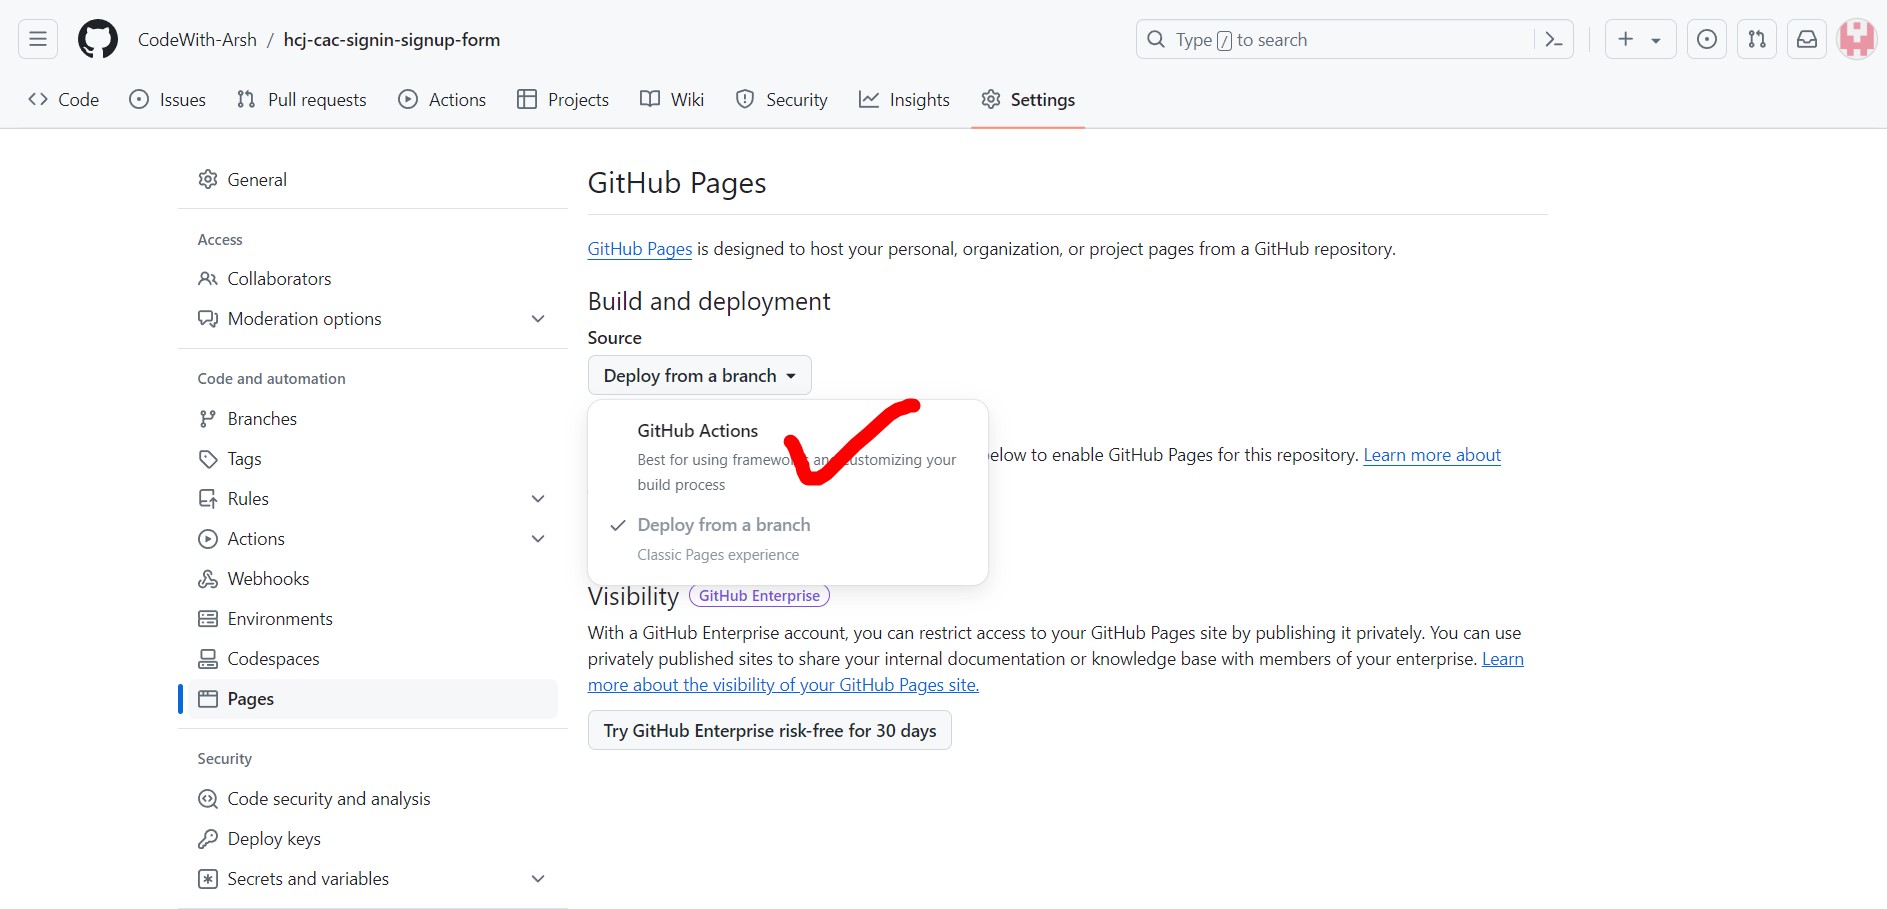 CodeWith-Arsh / hcj-cac-signin-signup-form
Type / to search
Code
Issues
Pull requests
Actions
Projects
Wiki
Security
Insights
Settings
General
Access
Collaborators
Moderation options
Code and automation
Branches
Tags
Rules
Actions
Webhooks
Environments
Codespaces
Pages
Security
Code security and analysis
Deploy keys
Secrets and variables
GitHub Pages
GitHub Pages is designed to host your personal, organization, or project pages from a GitHub repository.
Build and deployment
Source
Deploy from a branch
GitHub Actions
Best for using frameworks and customizing your
build process
Deploy from a branch
Classic Pages experience
to enable GitHub Pages for this repository. Learn more about
Visibility GitHub Enterprise
With a GitHub Enterprise account, you can restrict access to your GitHub Pages site by publishing it privately. You can use
privately published sites to share your internal documentation or knowledge base with members of your enterprise. Learn
more about the visibility of your GitHub Pages site.
Try GitHub Enterprise risk-free for 30 days